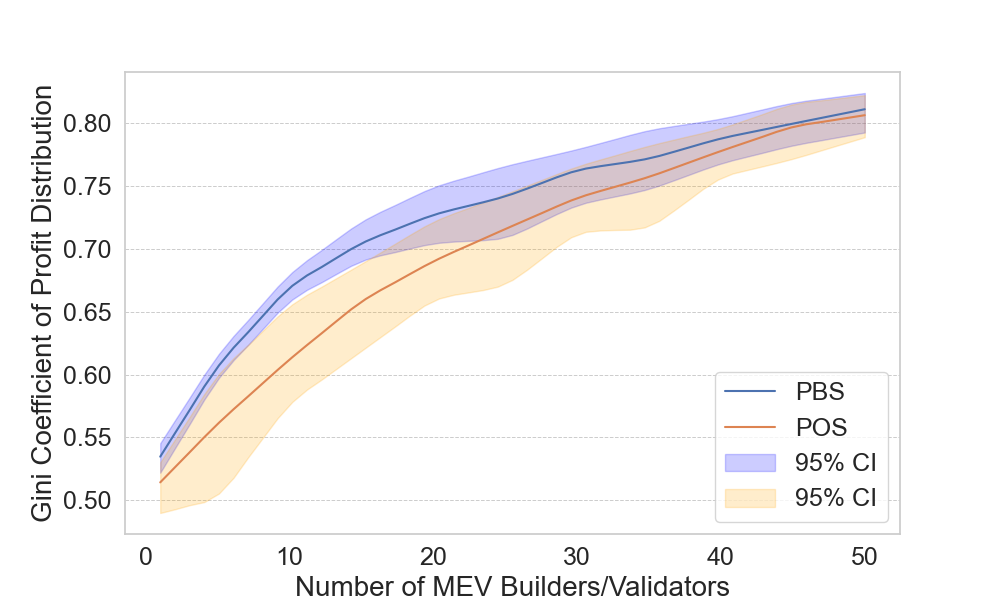 Gini Coefficient of Profit Distribution
0.80
0.75
0.70
0.65
0.60
0.55
0.50
PBS
POS
95% CI
95% CI
0 10 20 30 40 50
Number of MEV Builders/Validators